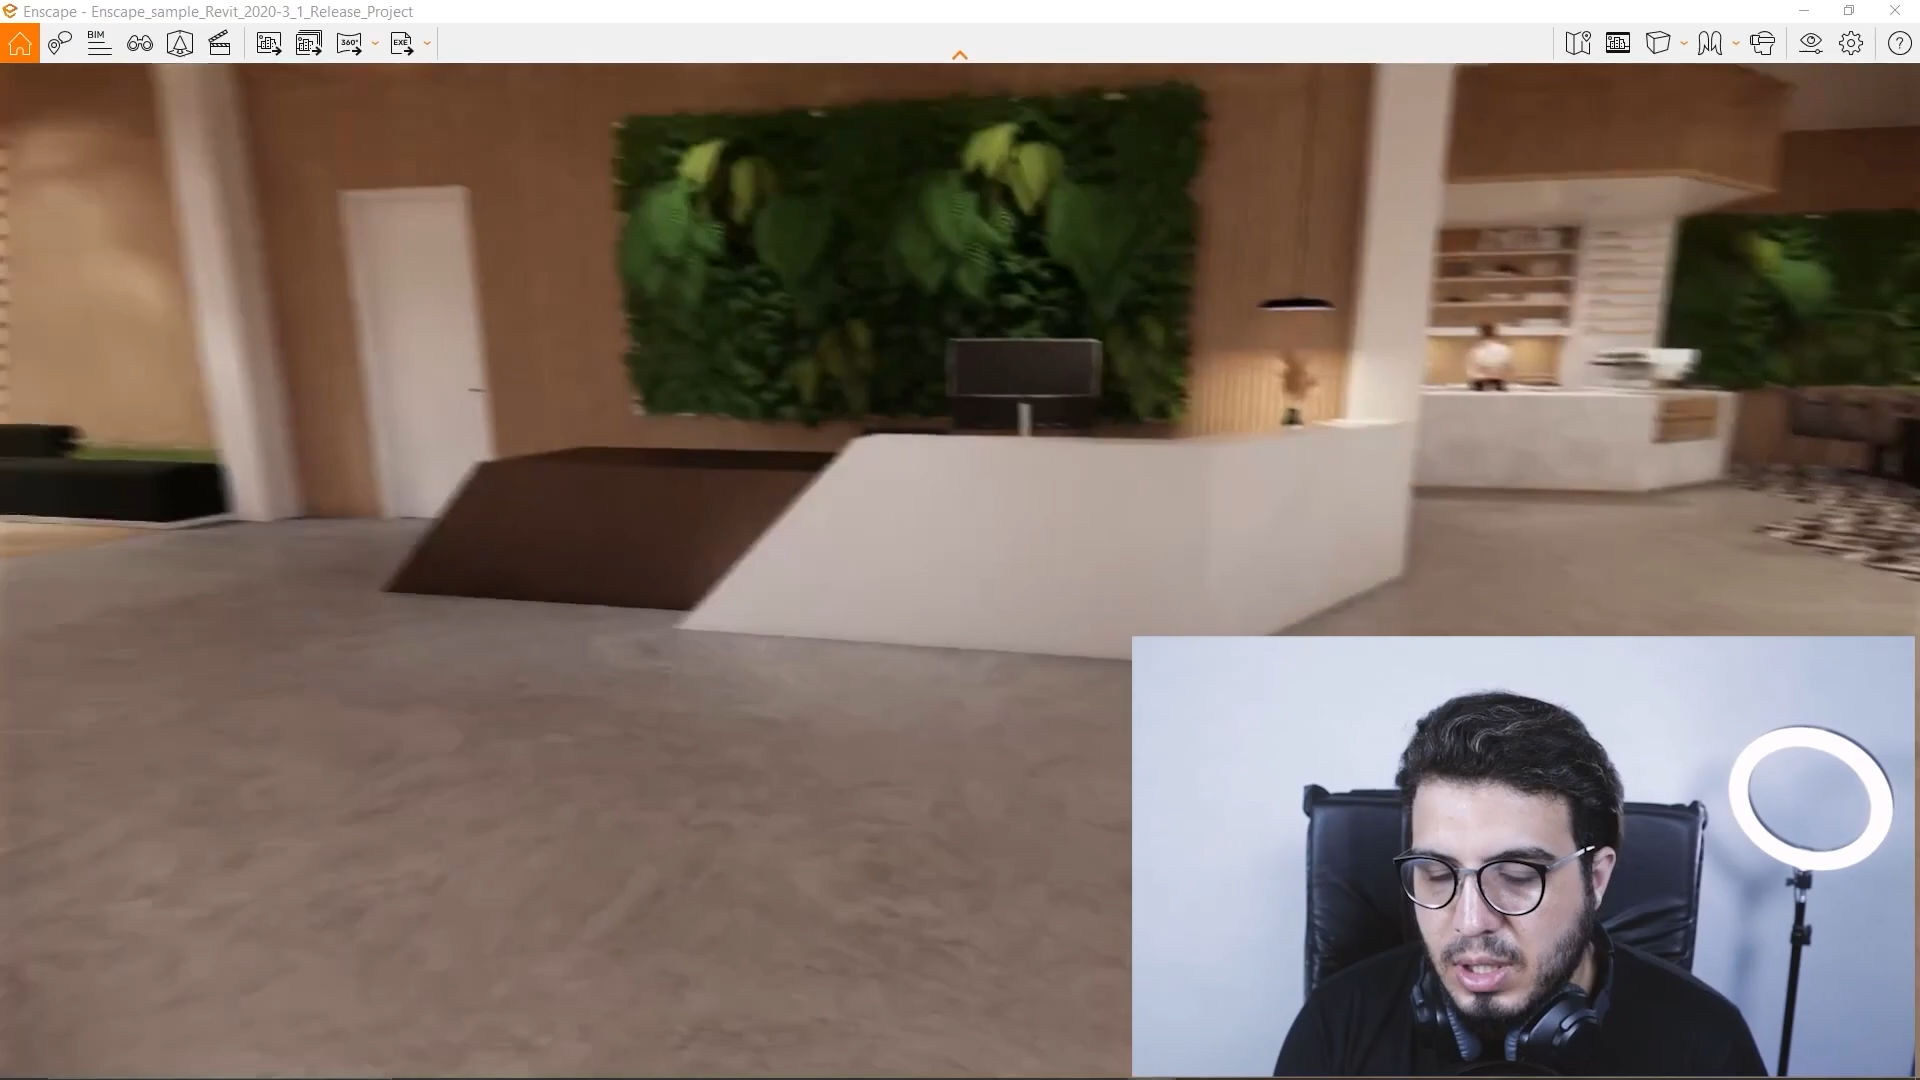 Enscape - Enscape_sample_Revit_2020-3_1_Release_Project
BIM
360°
EXE
?